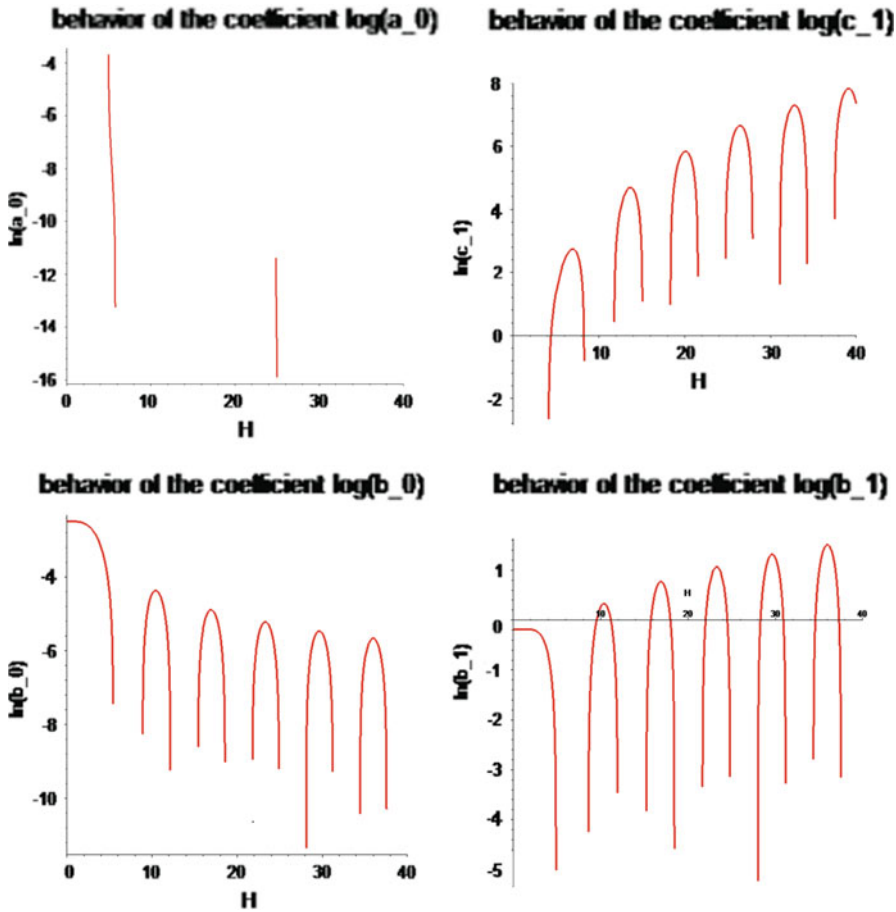 behavior of the coefficient log(a_0)
-4
-6
-8
-10
-12
-14
-16
ln(a_0)
0 10 20 30 40
H
behavior of the coefficient log(c_1)
8
6
4
2
0
-2
ln(c_1)
10 20 30 40
H
behavior of the coefficient log(b_0)
-4
-6
-8
-10
ln(b_0)
0 10 20 30 40
H
behavior of the coefficient log(b_1)
1
0
-1
-2
-3
-4
-5
ln(b_1)
H
10 20 30 40